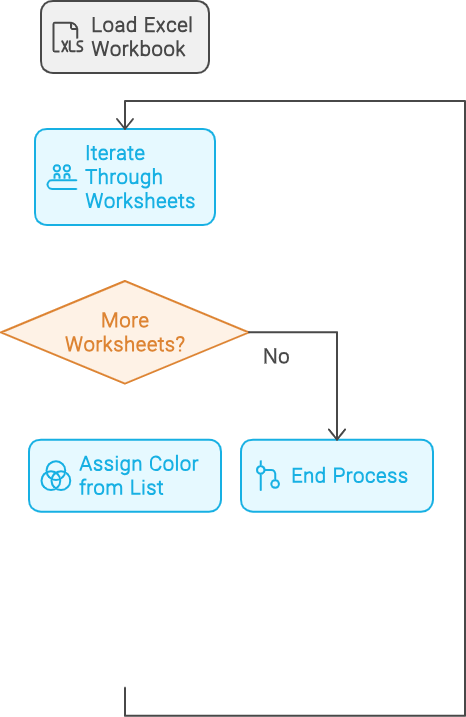 Load Excel
Workbook
XLS
Iterate
Through
Worksheets
More
Worksheets?
No
Assign Color
from List
End Process